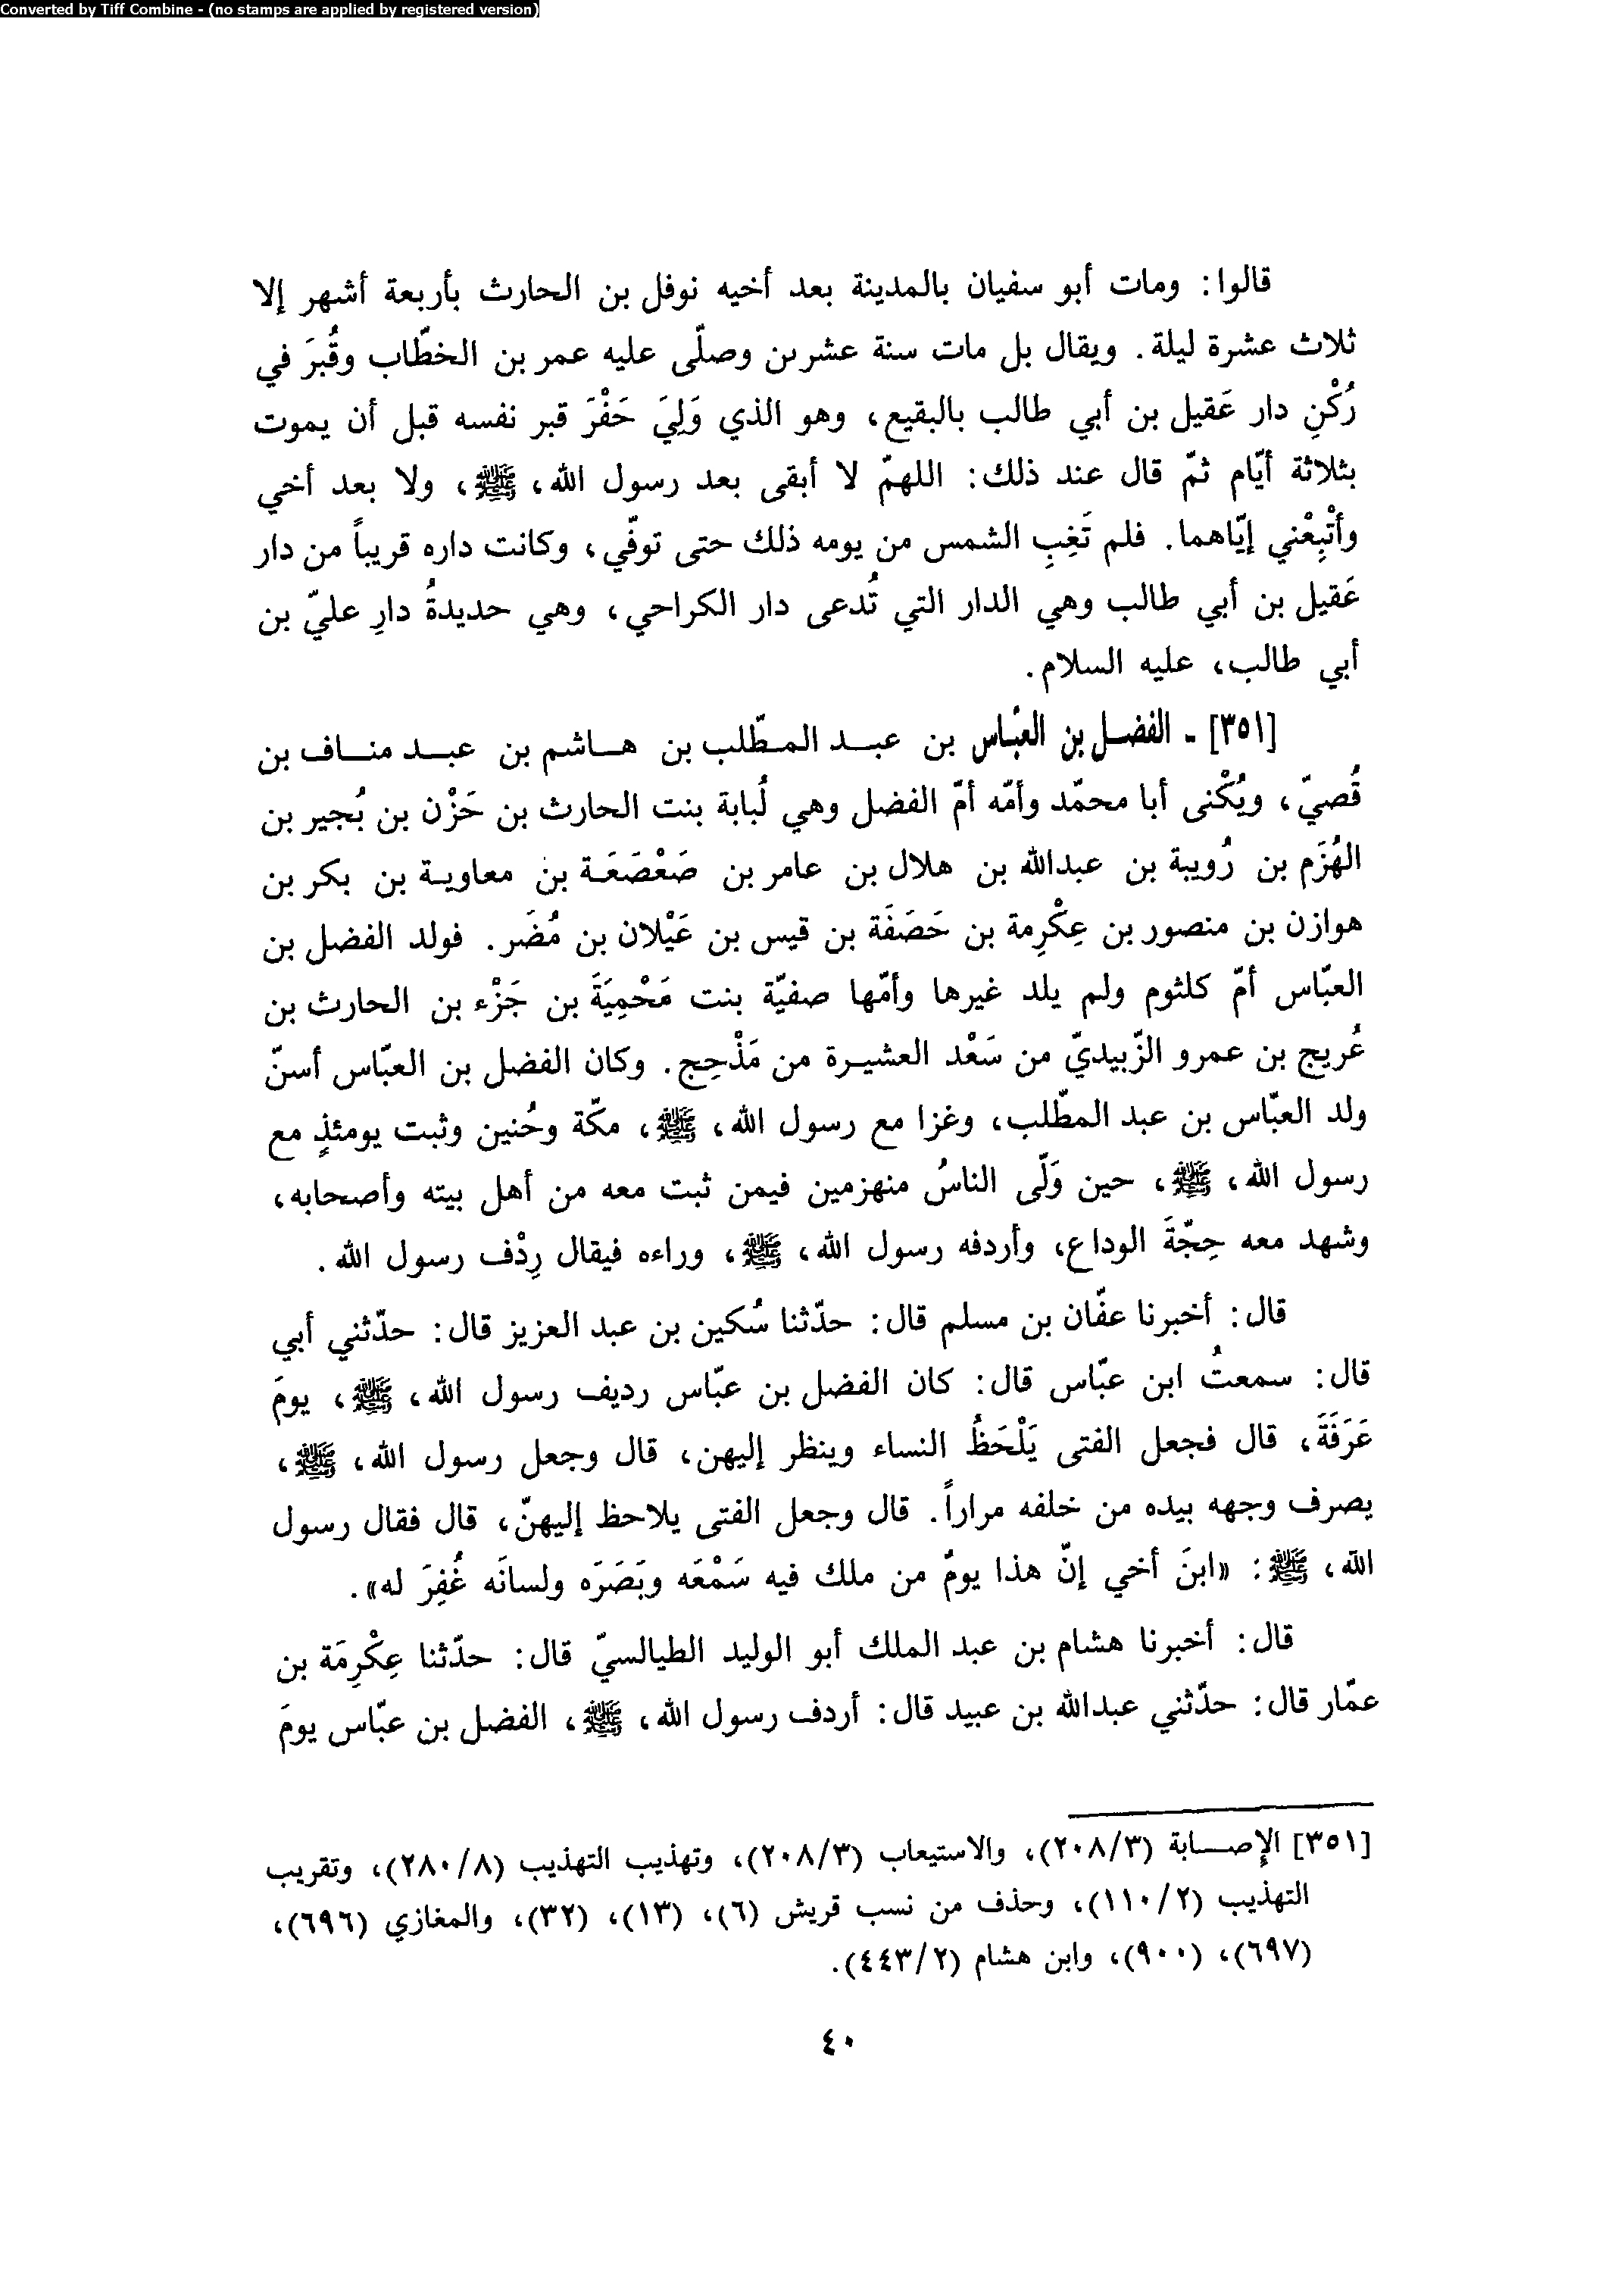 Converted by Tiff Combine - (no stamps are applied by registered version)
قالوا: ومات أبو سفيان بالمدينة بعد أخيه نوفل بن الحارث بأربعة أشهر إلا
ثلاث عشرة ليلة. ويقال بل مات سنة عشرين وصلّى عليه عمر بن الخطّاب وقُبِرَ في
رُكْنِ دار عَقيل بن أبي طالب بالبقيع، وهو الذي وَلِيَ حَفْرَ قبر نفسه قبل أن يموت
بثلاثة أيّام ثمّ قال عند ذلك: اللهمّ لا أبقى بعد رسول الله، ﷺ، ولا بعد أخي
وأتْبِعْني إيّاهما. فلم تَغِبِ الشمس من يومه ذلك حتى توفّي، وكانت داره قريباً من دار
عَقيل بن أبي طالب وهي الدار التي تُدعى دار الكراحي، وهي حديدةُ دارِ عليّ بن
أبي طالب، عليه السلام.
[٣٥١] - الفضل بن العبّاس بن عبد المطّلب بن هاشم بن عبد مناف بن
قُصيّ، ويُكْنى أبا محمّد وأمّه أمّ الفضل وهي لُبابة بنت الحارث بن حَزْن بن بُجير بن
الهُزَم بن رُويبة بن عبدالله بن هلال بن عامر بن صَعْصَعَة بن معاوية بن بكر بن
هوازن بن منصور بن عِكْرِمة بن خَصَفَة بن قيس بن عَيْلان بن مُضَر. فولد الفضل بن
العبّاس أمّ كلثوم ولم يلد غيرها وأمّها صفيّة بنت مَحْمِيَةَ بن جَزْء بن الحارث بن
عُريج بن عمرو الزّبيديّ من سَعْد العشيرة من مَذْحِج. وكان الفضل بن العبّاس أسنّ
ولد العبّاس بن عبد المطّلب، وغزا مع رسول الله، ﷺ، مكّة وحُنين وثبت يومئذٍ مع
رسول الله، ﷺ، حين وَلّى الناسُ منهزمين فيمن ثبت معه من أهل بيته وأصحابه،
وشهد معه حِجّةَ الوداع، وأردفه رسول الله، ﷺ، وراءه فيقال رِدْف رسول الله.
قال: أخبرنا عفّان بن مسلم قال: حدّثنا سُكين بن عبد العزيز قال: حدّثني أبي
قال: سمعتُ ابن عبّاس قال: كان الفضل بن عبّاس رديف رسول الله، ﷺ، يومَ
عَرَفَةَ، قال فجعل الفتى يَلْحَظُ النساء وينظر إليهن، قال وجعل رسول الله، ﷺ،
يصرف وجهه بيده من خلفه مراراً. قال وجعل الفتى يلاحظ إليهنّ، قال فقال رسول
الله، ﷺ: «ابنَ أخي إنّ هذا يومٌ من ملك فيه سَمْعَه وبَصَرَه ولسانَه غُفِرَ له».
قال: أخبرنا هشام بن عبد الملك أبو الوليد الطيالسيّ قال: حدّثنا عِكْرِمَة بن
عمّار قال: حدّثني عبدالله بن عبيد قال: أردف رسول الله، ﷺ، الفضل بن عبّاس يومَ
[٣٥١] الإصابة (٢٠٨/٣)، والاستيعاب (٢٠٨/٣)، وتهذيب التهذيب (٢٨٠/٨)، وتقريب
التهذيب (١١٠/٢)، وحذف من نسب قريش (٦)، (١٣)، (٣٢)، والمغازي (٦٩٦)،
(٦٩٧)، (٩٠٠)، وابن هشام (٤٤٣/٢).
٤٠